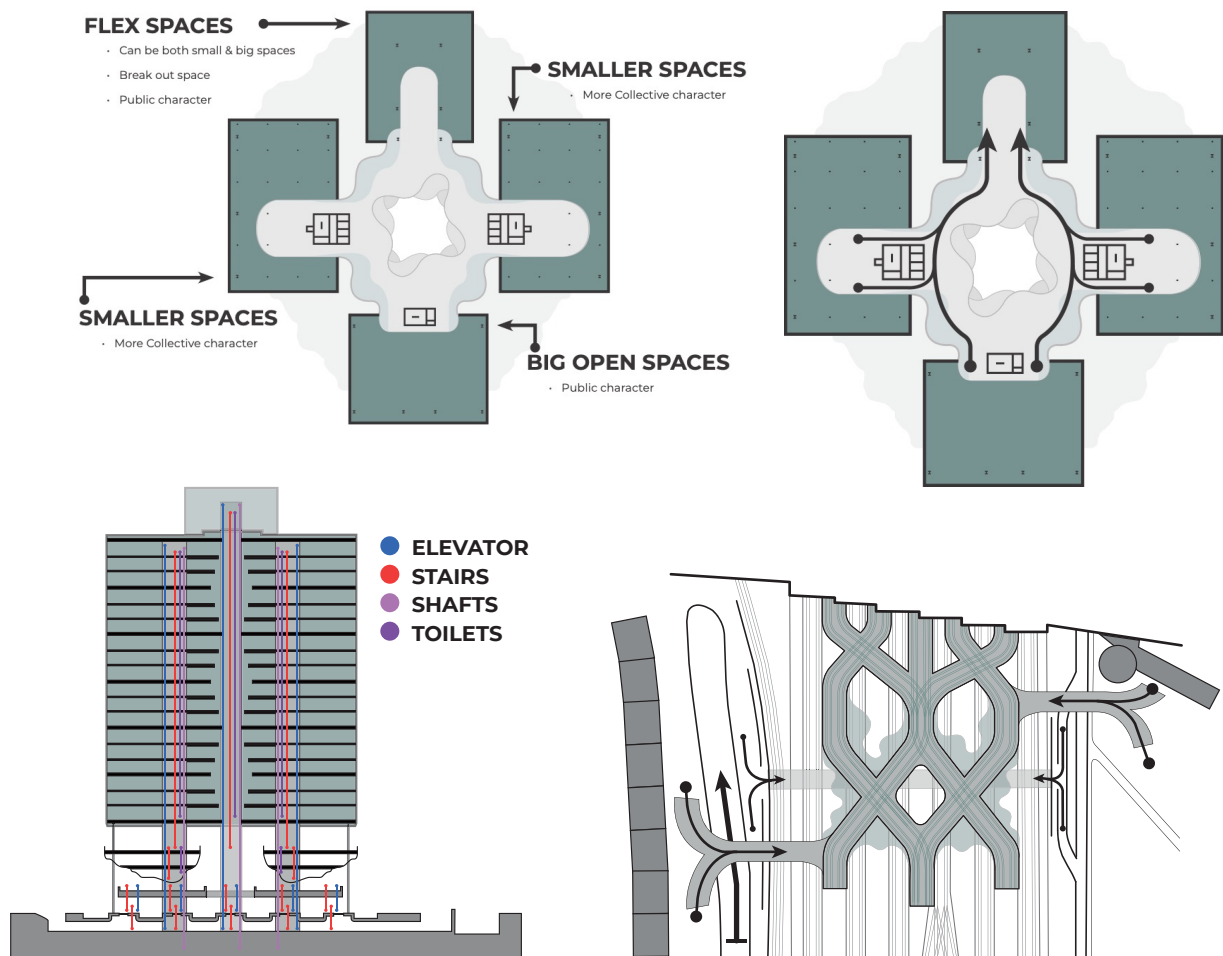 FLEX SPACES
· Can be both small & big spaces
· Break out space
· Public character
SMALLER SPACES
· More Collective character
SMALLER SPACES
· More Collective character
BIG OPEN SPACES
· Public character
ELEVATOR
STAIRS
SHAFTS
TOILETS